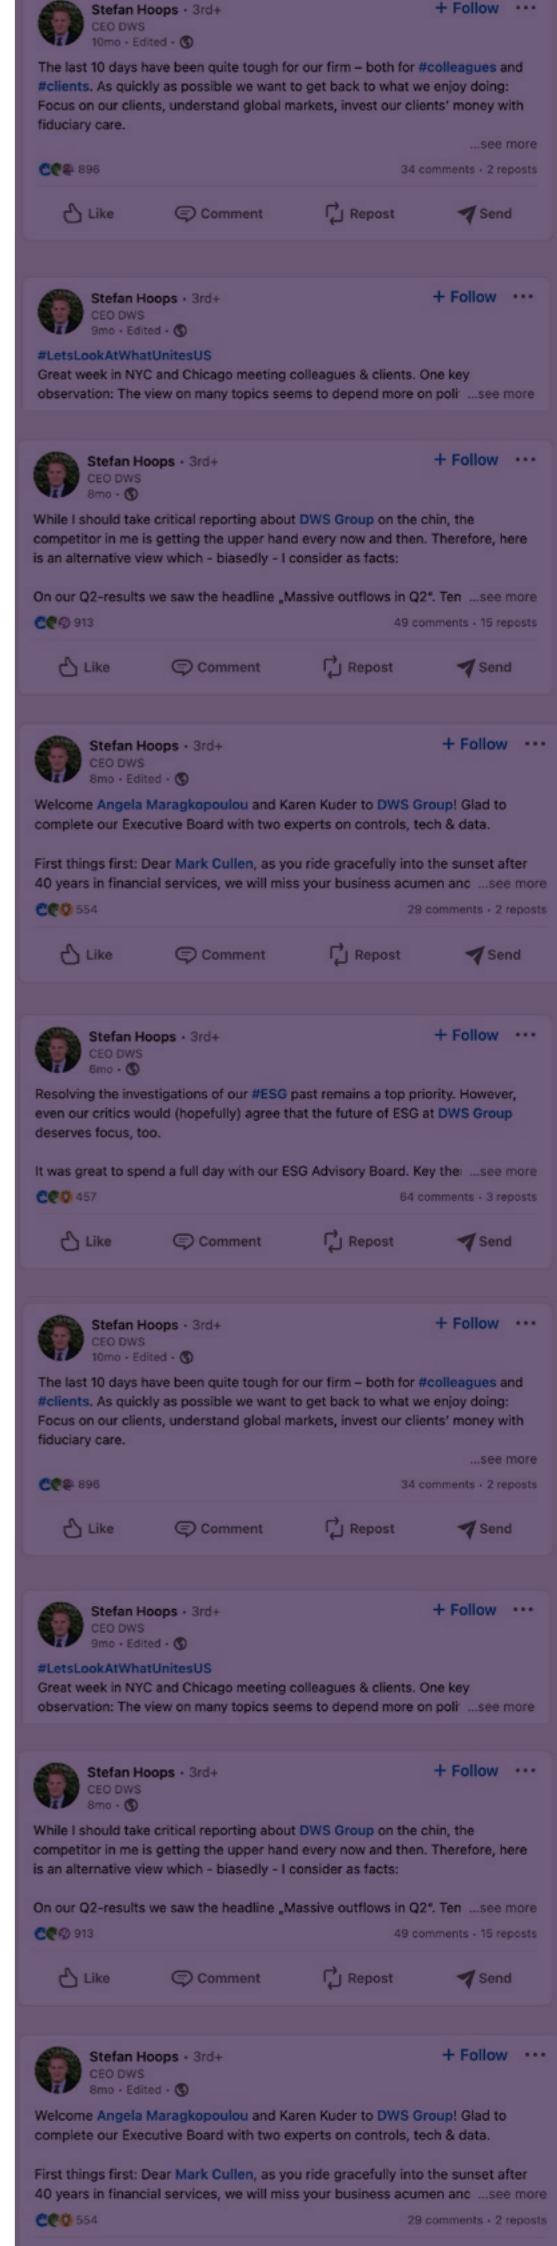 Stefan Hoops • 3rd+
+ Follow ...
CEO DWS
10mo • Edited •
The last 10 days have been quite tough for our firm – both for #colleagues and
#clients. As quickly as possible we want to get back to what we enjoy doing:
Focus on our clients, understand global markets, invest our clients' money with
fiduciary care.
...see more
896
34 comments • 2 reposts
Like Comment Repost Send
Stefan Hoops • 3rd+
+ Follow ...
CEO DWS
9mo • Edited •
#LetsLookAtWhatUnitesUS
Great week in NYC and Chicago meeting colleagues & clients. One key
observation: The view on many topics seems to depend more on poli ...see more
Stefan Hoops • 3rd+
+ Follow ...
CEO DWS
8mo •
While I should take critical reporting about DWS Group on the chin, the
competitor in me is getting the upper hand every now and then. Therefore, here
is an alternative view which - biasedly - I consider as facts:
On our Q2-results we saw the headline „Massive outflows in Q2“. Ten ...see more
913
49 comments • 15 reposts
Like Comment Repost Send
Stefan Hoops • 3rd+
+ Follow ...
CEO DWS
8mo • Edited •
Welcome Angela Maragkopoulou and Karen Kuder to DWS Group! Glad to
complete our Executive Board with two experts on controls, tech & data.
First things first: Dear Mark Cullen, as you ride gracefully into the sunset after
40 years in financial services, we will miss your business acumen anc ...see more
554
29 comments • 2 reposts
Like Comment Repost Send
Stefan Hoops • 3rd+
+ Follow ...
CEO DWS
6mo •
Resolving the investigations of our #ESG past remains a top priority. However,
even our critics would (hopefully) agree that the future of ESG at DWS Group
deserves focus, too.
It was great to spend a full day with our ESG Advisory Board. Key the ...see more
457
64 comments • 3 reposts
Like Comment Repost Send
Stefan Hoops • 3rd+
+ Follow ...
CEO DWS
10mo • Edited •
The last 10 days have been quite tough for our firm – both for #colleagues and
#clients. As quickly as possible we want to get back to what we enjoy doing:
Focus on our clients, understand global markets, invest our clients' money with
fiduciary care.
...see more
896
34 comments • 2 reposts
Like Comment Repost Send
Stefan Hoops • 3rd+
+ Follow ...
CEO DWS
9mo • Edited •
#LetsLookAtWhatUnitesUS
Great week in NYC and Chicago meeting colleagues & clients. One key
observation: The view on many topics seems to depend more on poli ...see more
Stefan Hoops • 3rd+
+ Follow ...
CEO DWS
8mo •
While I should take critical reporting about DWS Group on the chin, the
competitor in me is getting the upper hand every now and then. Therefore, here
is an alternative view which - biasedly - I consider as facts:
On our Q2-results we saw the headline „Massive outflows in Q2“. Ten ...see more
913
49 comments • 15 reposts
Like Comment Repost Send
Stefan Hoops • 3rd+
+ Follow ...
CEO DWS
8mo • Edited •
Welcome Angela Maragkopoulou and Karen Kuder to DWS Group! Glad to
complete our Executive Board with two experts on controls, tech & data.
First things first: Dear Mark Cullen, as you ride gracefully into the sunset after
40 years in financial services, we will miss your business acumen anc ...see more
554
29 comments • 2 reposts